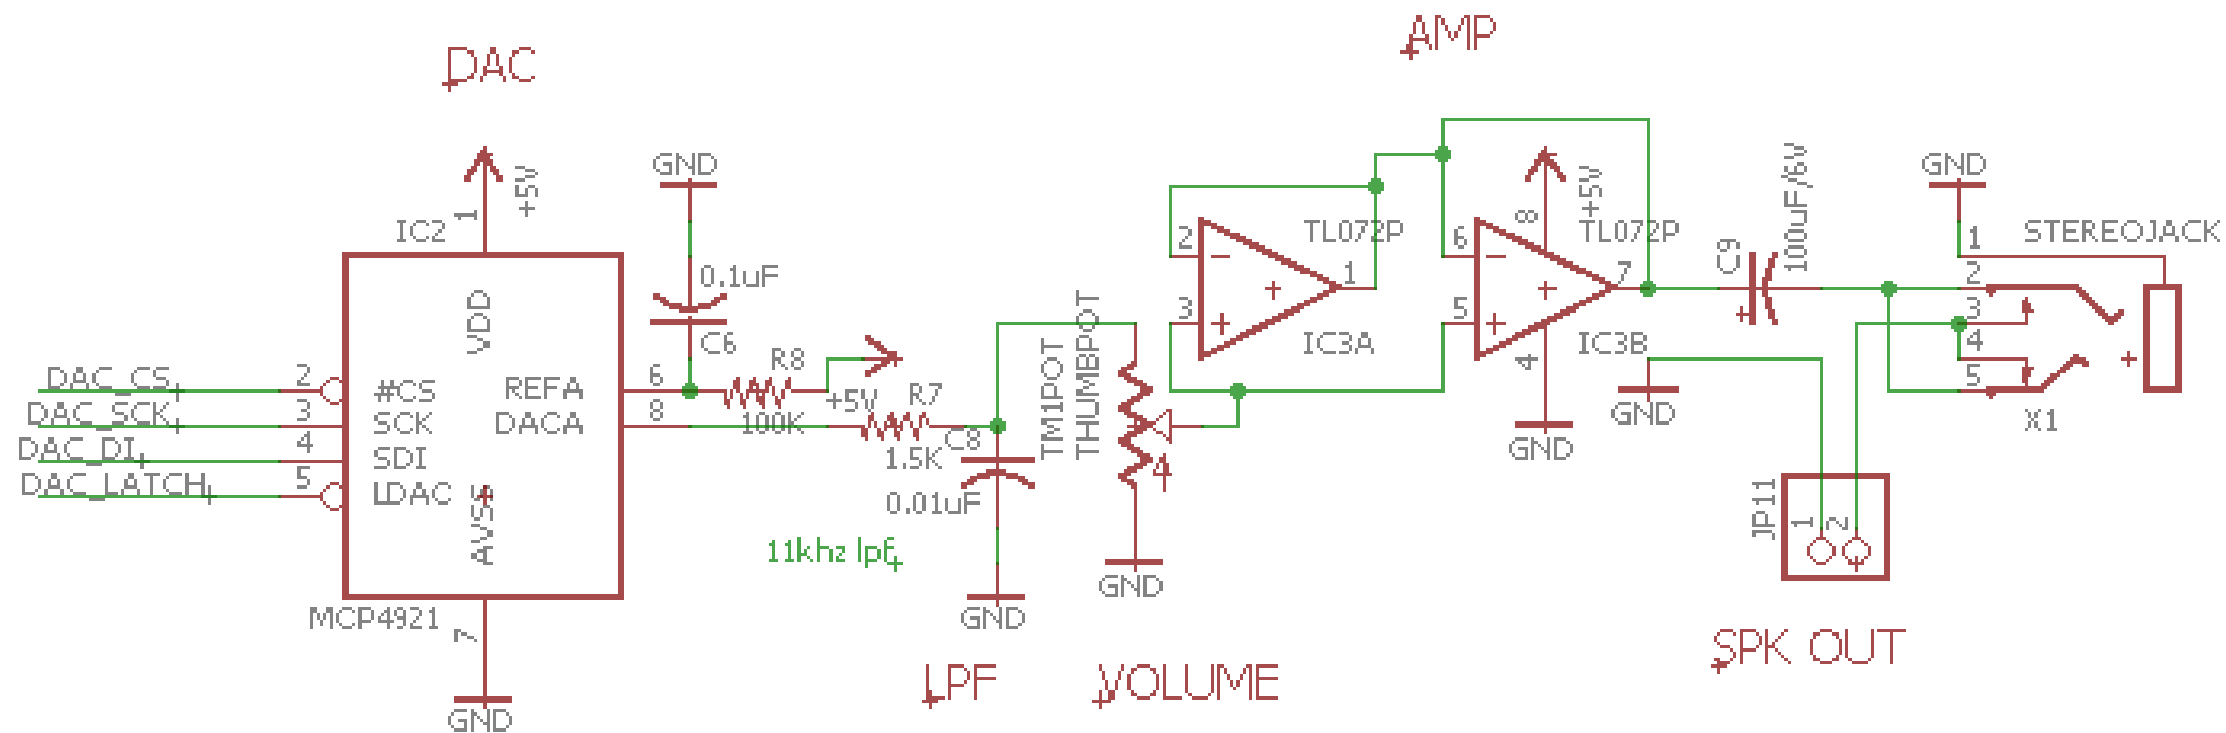 AMP
DAC
GND
+5V
1
IC2
0.1uF
C6
VDD
#CS
SCK
SDI
LDAC
AVSS
REFA
DACA
2
3
4
5
6
8
DAC_CS
DAC_SCK
DAC_DI
DAC_LATCH
MCP4921
7
GND
R8
100K
+5V
R7
1.5K
C8
0.01uF
11khz lpf
GND
LPF
TM1POT
THUMBPOT
GND
VOLUME
2
3
1
TL072P
IC3A
6
5
7
8
4
+5V
TL072P
IC3B
GND
C9
100uF/6V
GND
STEREOJACK
1
2
3
4
5
X1
GND
JP11
1
2
SPK OUT